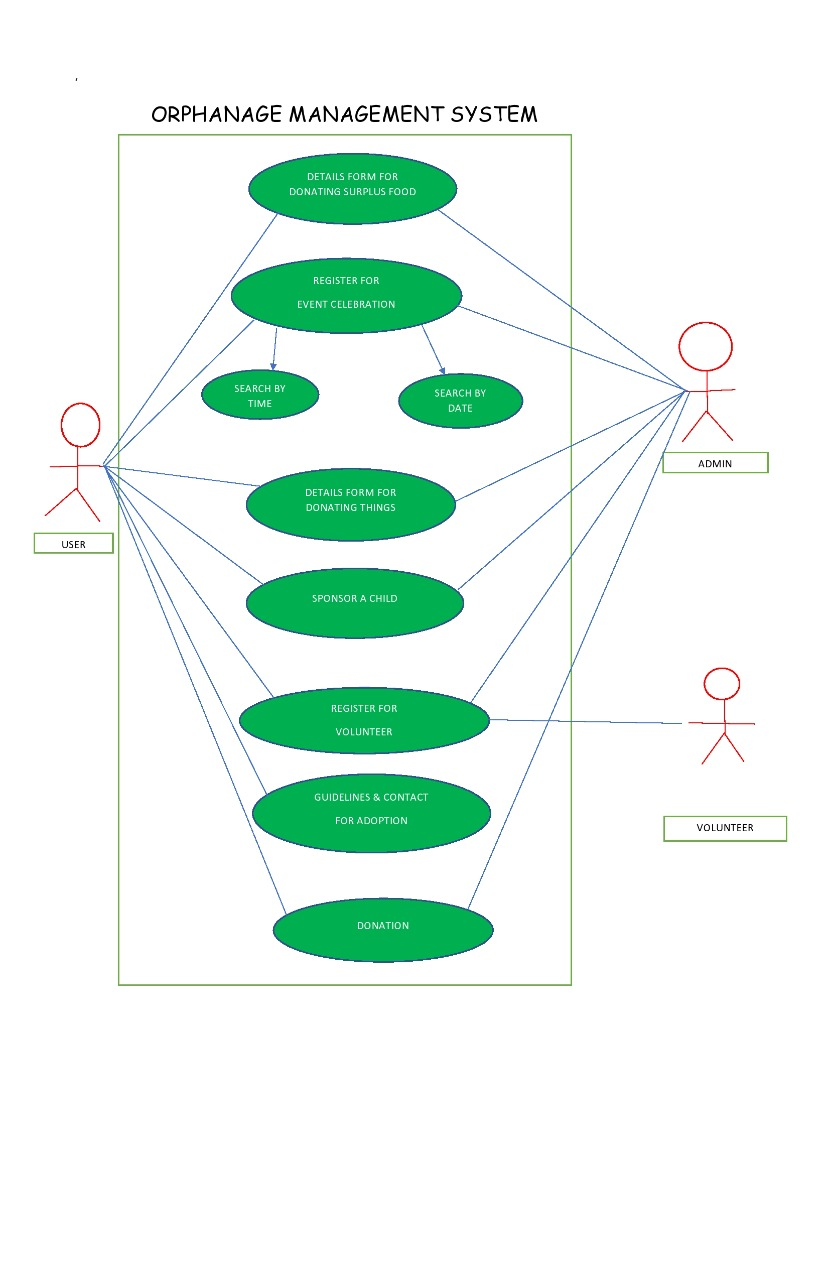 ,
ORPHANAGE MANAGEMENT SYSTEM
DETAILS FORM FOR
DONATING SURPLUS FOOD
REGISTER FOR
EVENT CELEBRATION
SEARCH BY
TIME
SEARCH BY
DATE
ADMIN
DETAILS FORM FOR
DONATING THINGS
USER
SPONSOR A CHILD
REGISTER FOR
VOLUNTEER
GUIDELINES & CONTACT
FOR ADOPTION
VOLUNTEER
DONATION